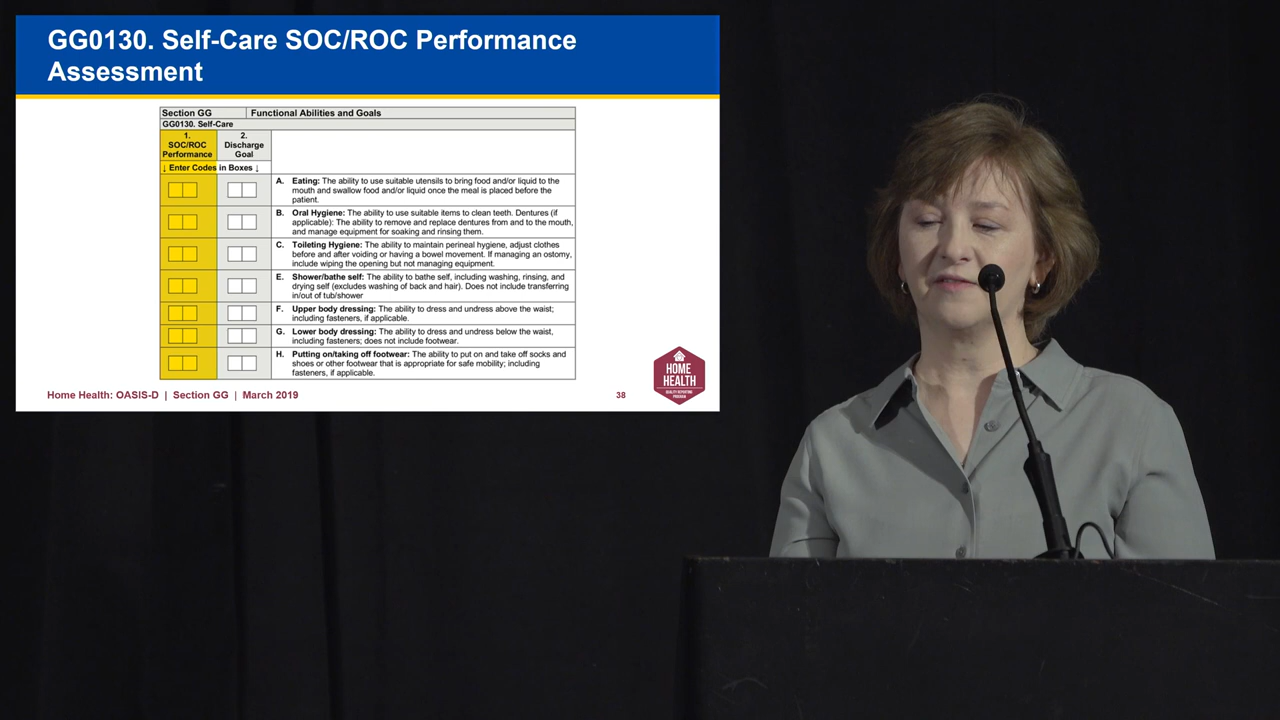 GG0130. Self-Care SOC/ROC Performance
Assessment
Section GG Functional Abilities and Goals
GG0130. Self-Care
1.
SOC/ROC
Performance
2.
Discharge
Goal
↓ Enter Codes in Boxes ↓
A. Eating: The ability to use suitable utensils to bring food and/or liquid to the
mouth and swallow food and/or liquid once the meal is placed before the
patient.
B. Oral Hygiene: The ability to use suitable items to clean teeth. Dentures (if
applicable): The ability to remove and replace dentures from and to the mouth,
and manage equipment for soaking and rinsing them.
C. Toileting Hygiene: The ability to maintain perineal hygiene, adjust clothes
before and after voiding or having a bowel movement. If managing an ostomy,
include wiping the opening but not managing equipment.
E. Shower/bathe self: The ability to bathe self, including washing, rinsing, and
drying self (excludes washing of back and hair). Does not include transferring
in/out of tub/shower
F. Upper body dressing: The ability to dress and undress above the waist;
including fasteners, if applicable.
G. Lower body dressing: The ability to dress and undress below the waist,
including fasteners; does not include footwear.
H. Putting on/taking off footwear: The ability to put on and take off socks and
shoes or other footwear that is appropriate for safe mobility; including
fasteners, if applicable.
HOME
HEALTH
QUALITY REPORTING
PROGRAM
Home Health: OASIS-D | Section GG | March 2019
38